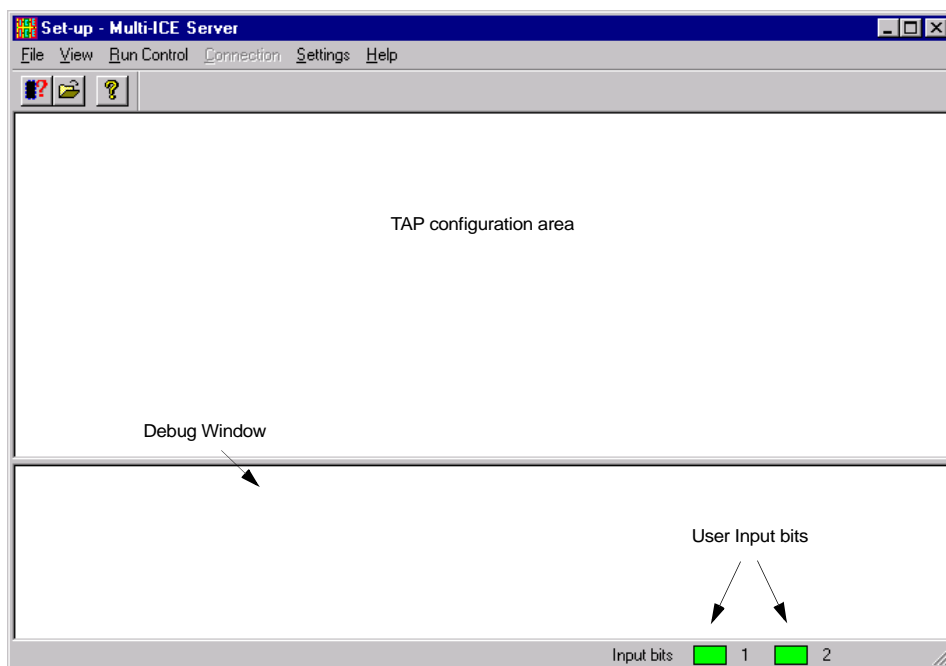 Set-up - Multi-ICE Server
File View Run Control Connection Settings Help
TAP configuration area
Debug Window
User Input bits
Input bits 1 2